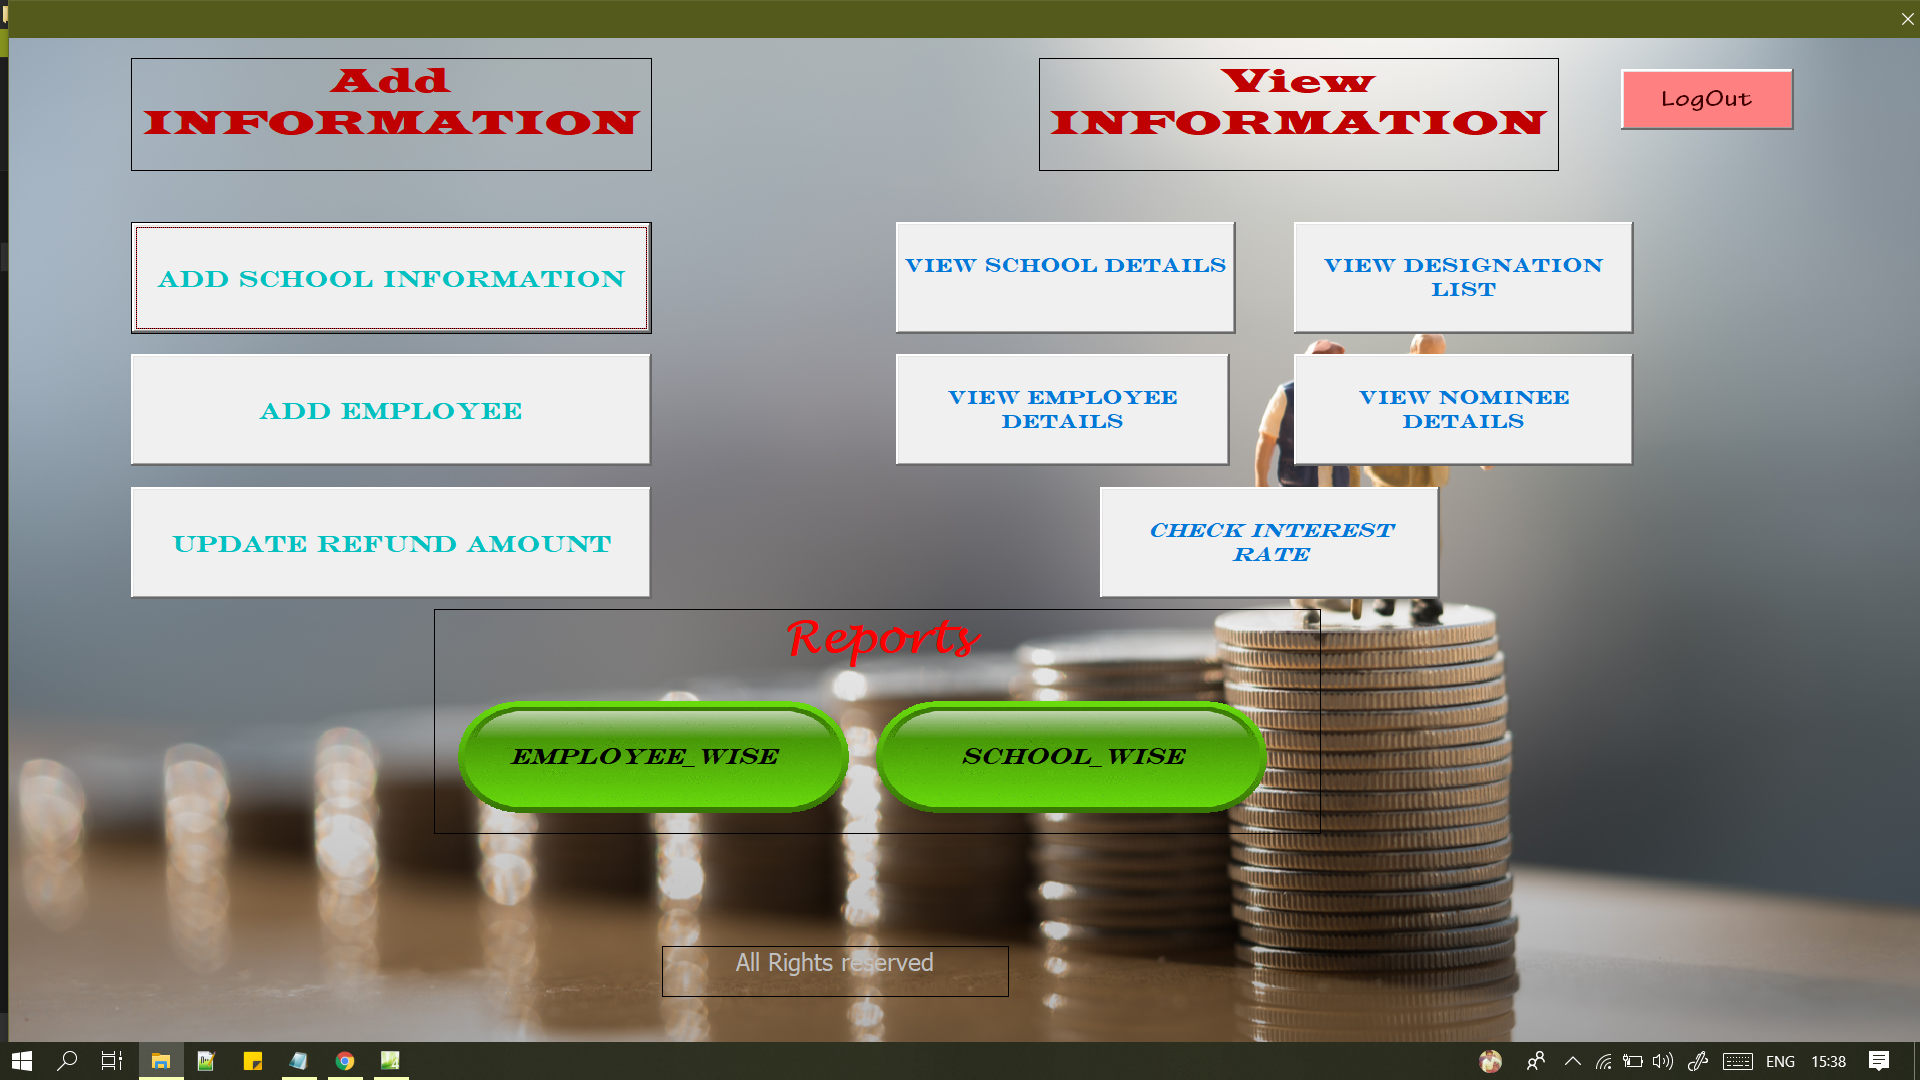 Add
INFORMATION
View
INFORMATION
LogOut
ADD SCHOOL INFORMATION
VIEW SCHOOL DETAILS
VIEW DESIGNATION
LIST
ADD EMPLOYEE
VIEW EMPLOYEE
DETAILS
VIEW NOMINEE
DETAILS
UPDATE REFUND AMOUNT
CHECK INTEREST
RATE
Reports
EMPLOYEE_WISE
SCHOOL_WISE
All Rights reserved
ENG
15:38